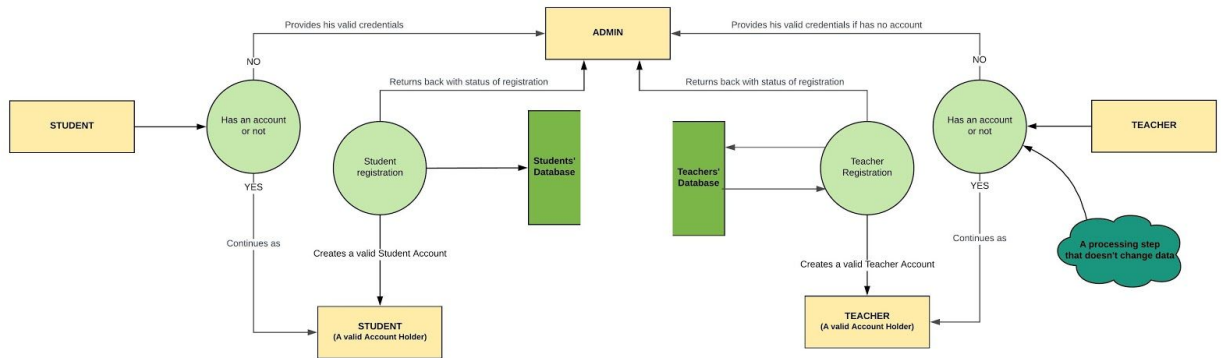 Provides his valid credentials
ADMIN
Provides his valid credentials if has no account
NO
NO
Returns back with status of registration
Returns back with status of registration
STUDENT
Has an account
or not
Student
registration
Students'
Database
Teachers'
Database
Teacher
Registration
Has an account
or not
TEACHER
YES
YES
Continues as
Creates a valid Student Account
Creates a valid Teacher Account
Continues as
A processing step
that doesn't change data
STUDENT
(A valid Account Holder)
TEACHER
(A valid Account Holder)